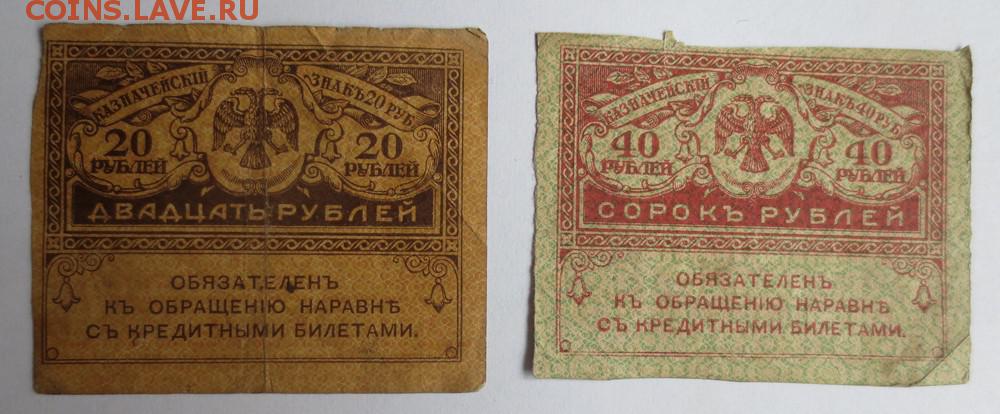 COINS.LAVE.RU
КАЗНАЧЕЙСКІЙ ЗНАКЪ 20 РУБ.
20 РУБЛЕЙ
20 РУБЛЕЙ
ДВАДЦАТЬ РУБЛЕЙ
ОБЯЗАТЕЛЕНЪ
КЪ ОБРАЩЕНІЮ НАРАВНѢ
СЪ КРЕДИТНЫМИ БИЛЕТАМИ.
КАЗНАЧЕЙСКІЙ ЗНАКЪ 40 РУБ.
40 РУБЛЕЙ
40 РУБЛЕЙ
СОРОКЪ РУБЛЕЙ
ОБЯЗАТЕЛЕНЪ
КЪ ОБРАЩЕНІЮ НАРАВНѢ
СЪ КРЕДИТНЫМИ БИЛЕТАМИ.